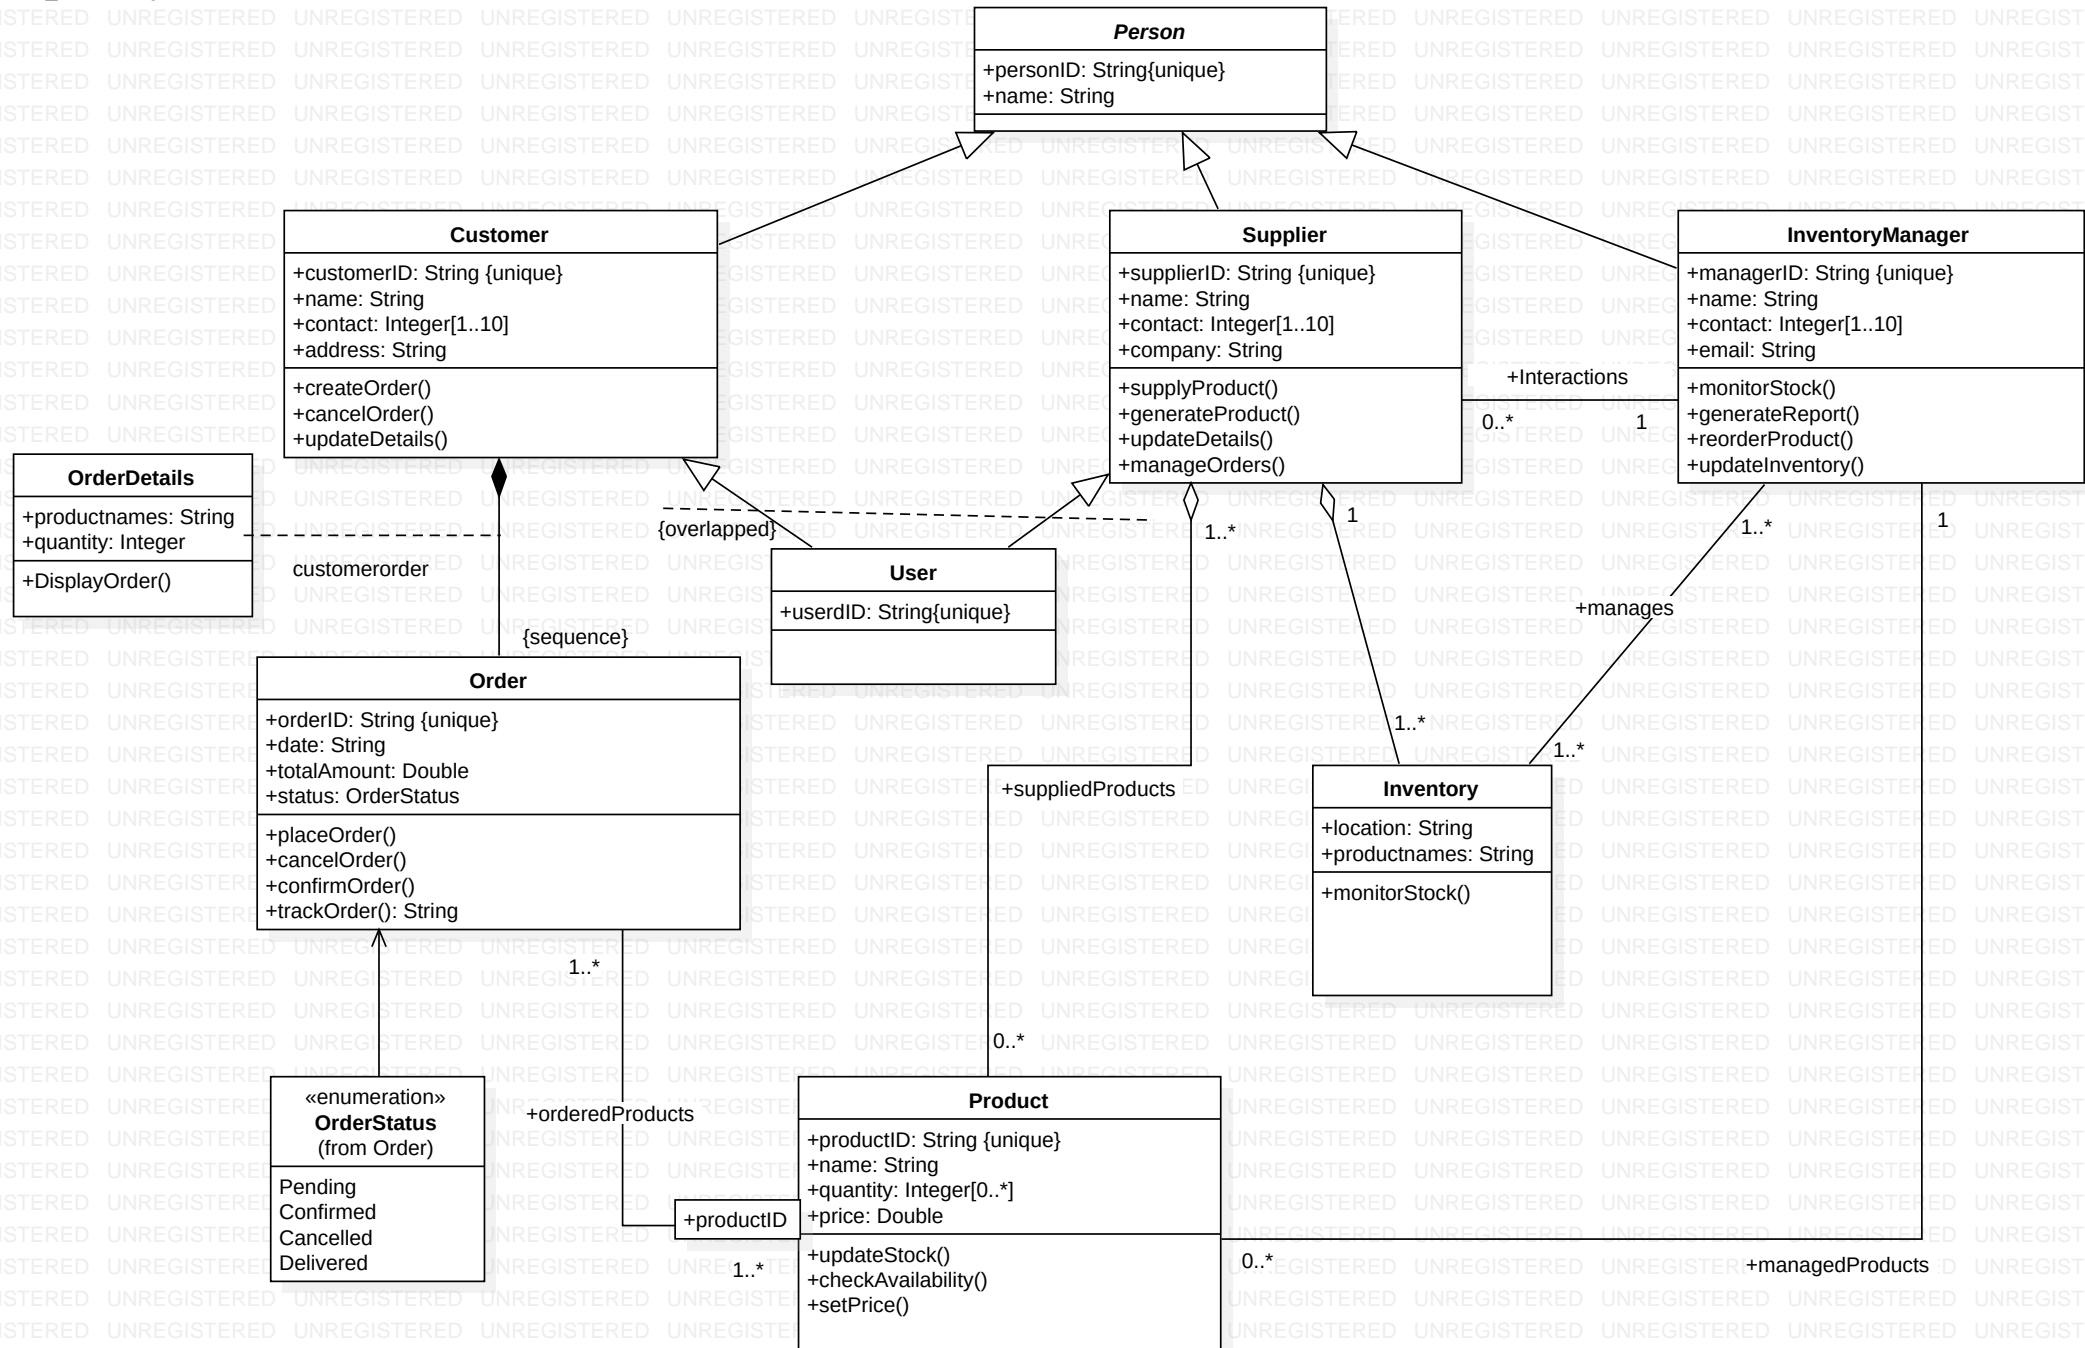 Person
+personID: String{unique}
+name: String
Customer
+customerID: String {unique}
+name: String
+contact: Integer[1..10]
+address: String
+createOrder()
+cancelOrder()
+updateDetails()
Supplier
+supplierID: String {unique}
+name: String
+contact: Integer[1..10]
+company: String
+supplyProduct()
+generateProduct()
+updateDetails()
+manageOrders()
+Interactions
0..*
1
InventoryManager
+managerID: String {unique}
+name: String
+contact: Integer[1..10]
+email: String
+monitorStock()
+generateReport()
+reorderProduct()
+updateInventory()
OrderDetails
+productnames: String
+quantity: Integer
+DisplayOrder()
customerorder
{sequence}
{overlapped}
User
+userdID: String{unique}
1..*
1
1..*
1
+manages
1..*
1..*
Order
+orderID: String {unique}
+date: String
+totalAmount: Double
+status: OrderStatus
+placeOrder()
+cancelOrder()
+confirmOrder()
+trackOrder(): String
+suppliedProducts
Inventory
+location: String
+productnames: String
+monitorStock()
1..*
0..*
«enumeration»
OrderStatus
(from Order)
Pending
Confirmed
Cancelled
Delivered
+orderedProducts
+productID
1..*
Product
+productID: String {unique}
+name: String
+quantity: Integer[0..*]
+price: Double
+updateStock()
+checkAvailability()
+setPrice()
0..*
+managedProducts
UNREGISTERED